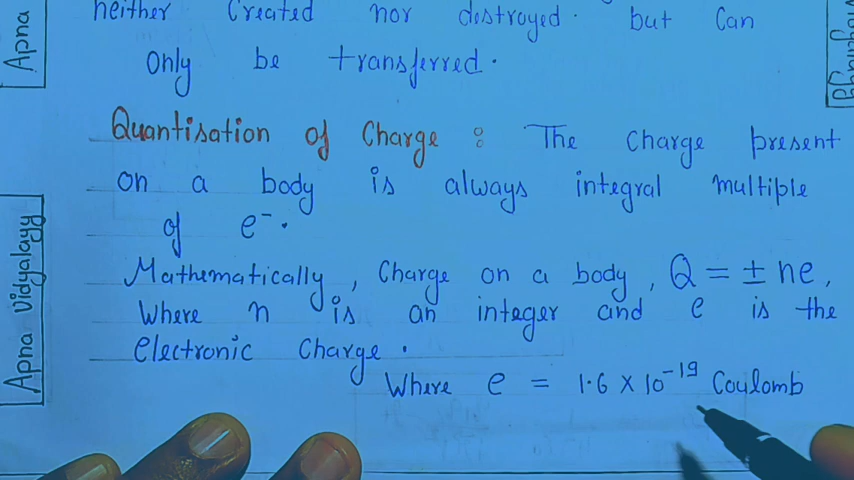 neither Created nor destroyed. but Can
Only be transferred.
Quantisation of Charge : The Charge present
on a body is always integral multiple
of e⁻.
Mathematically, Charge on a body, Q = ± ne,
Where n is an integer and e is the
Electronic Charge.
Where e = 1.6 × 10⁻¹⁹ Coulomb
Apna
Apna Vidyalayy